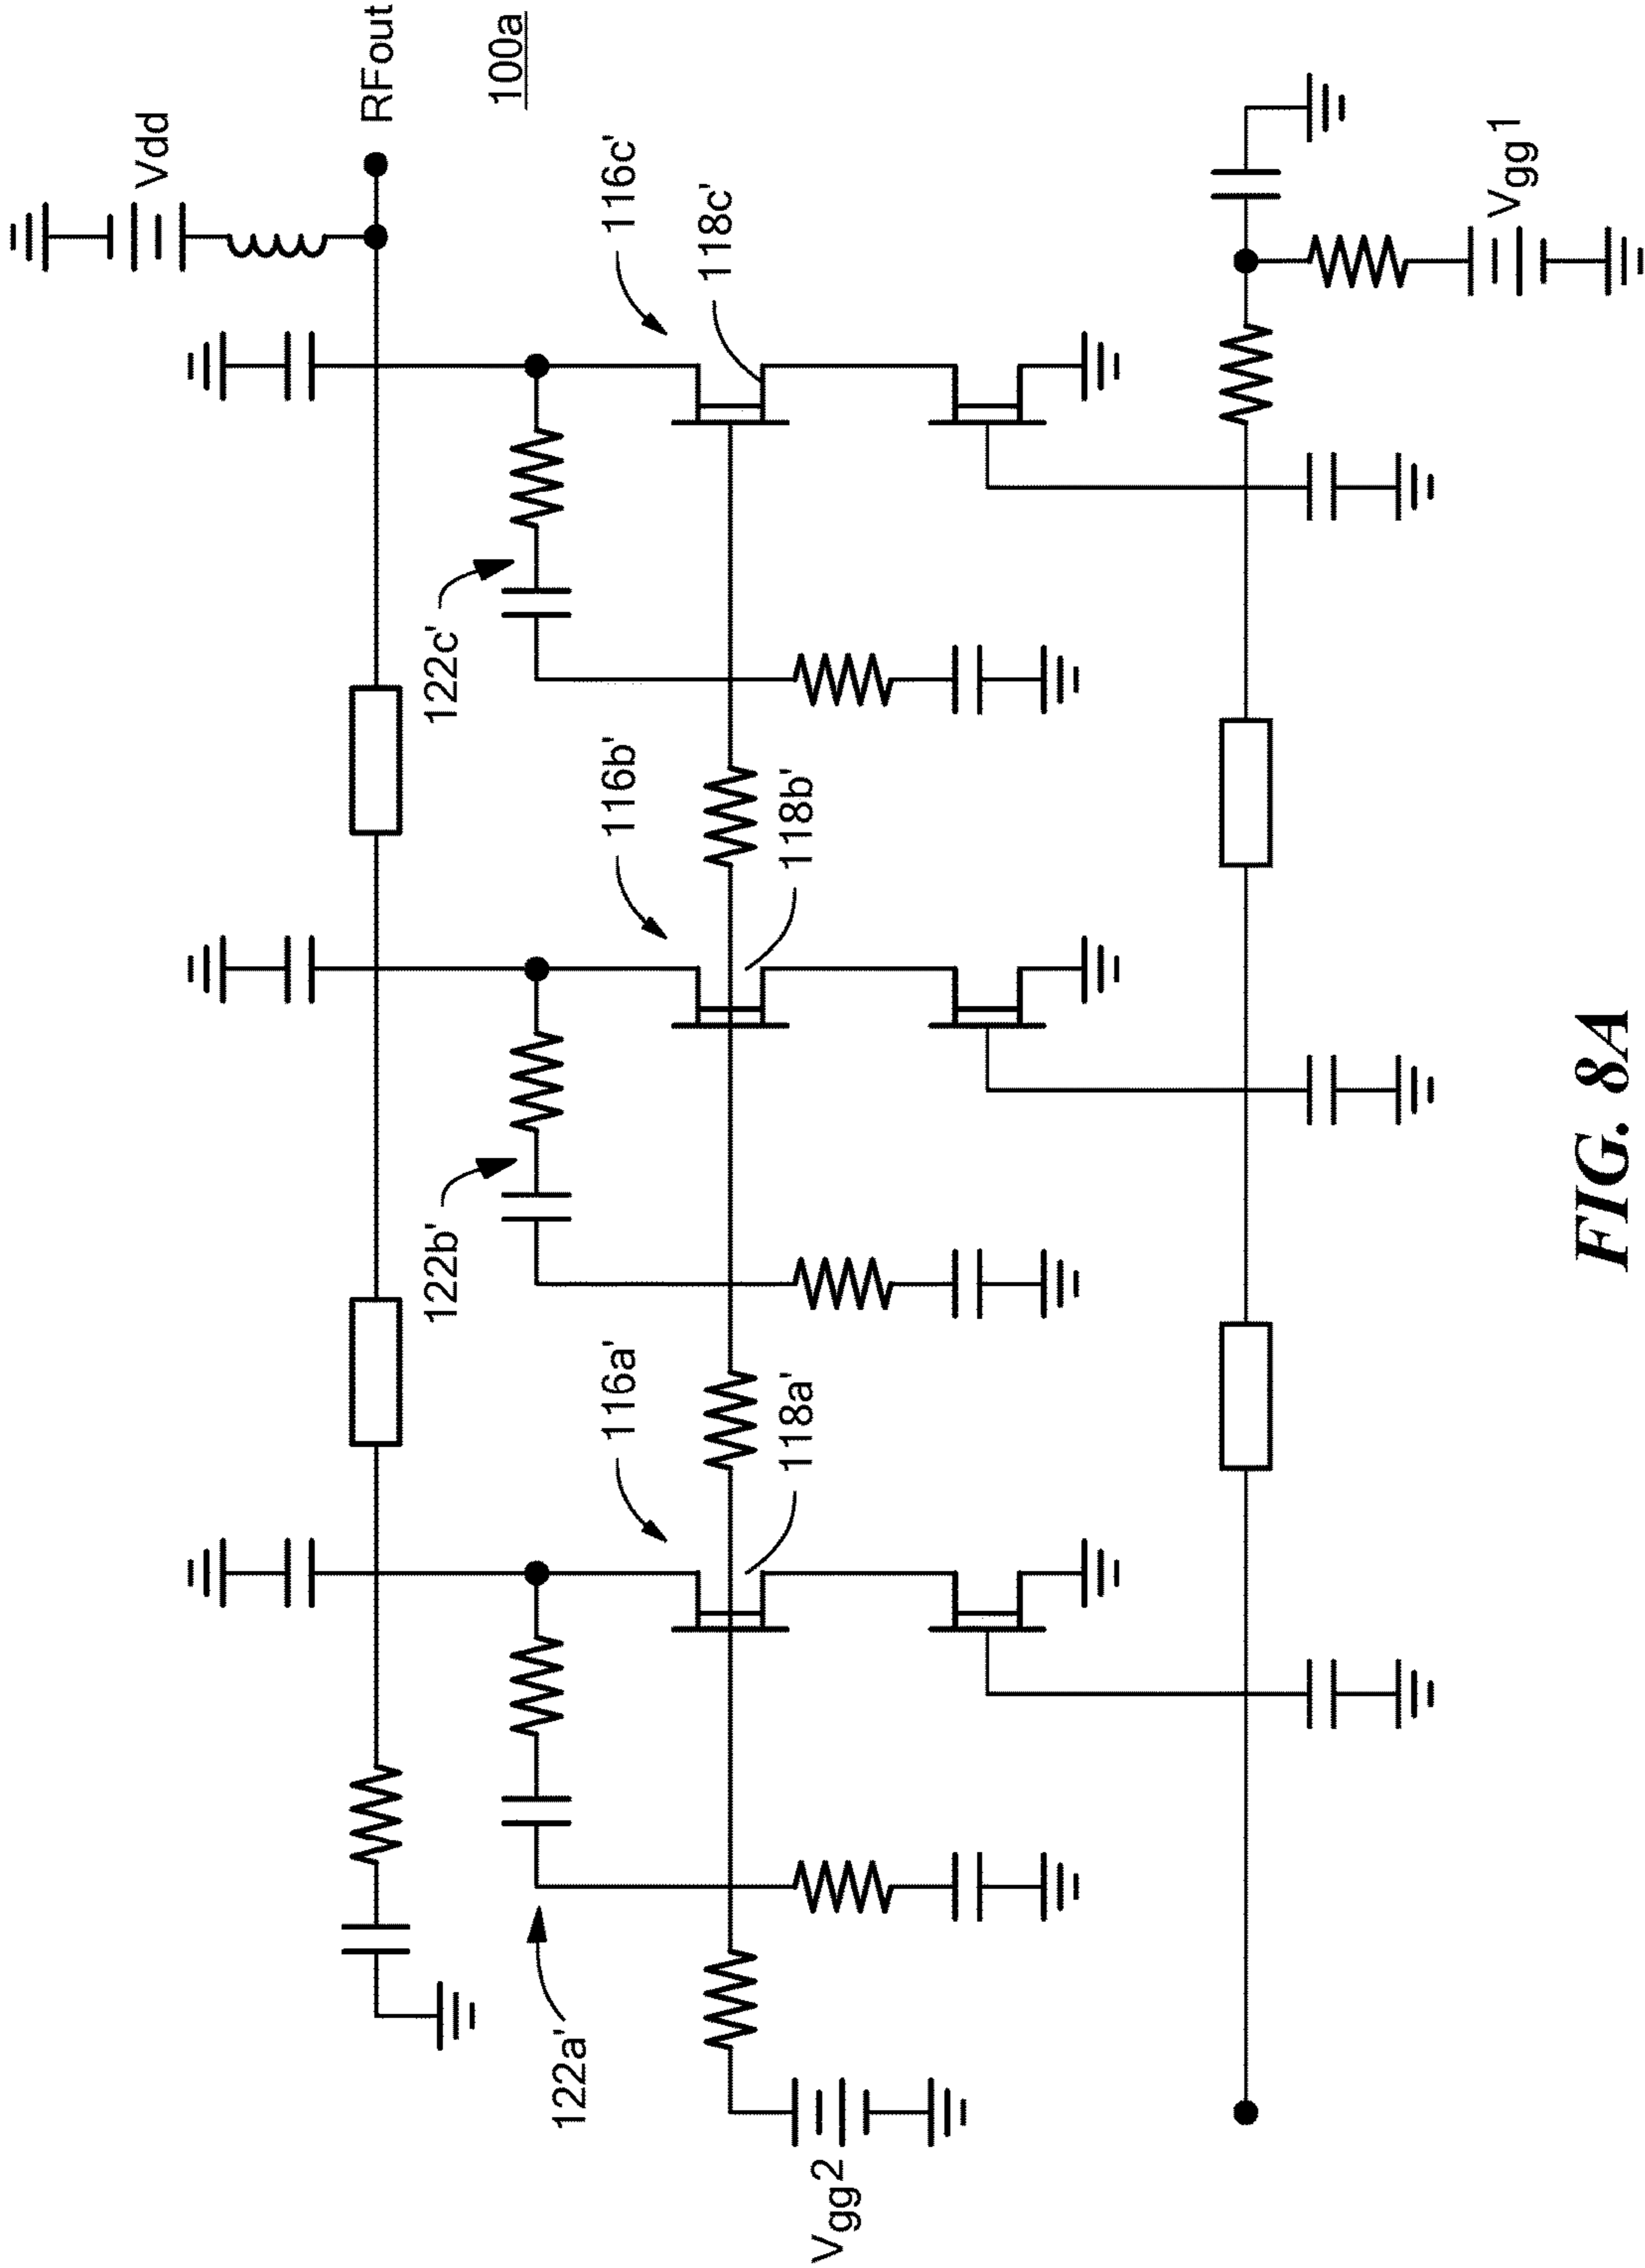 Vdd
RFout
100a
116c'
118c'
122c'
Vgg1
116b'
118b'
122b'
116a'
118a'
122a'
Vgg2
FIG. 8A